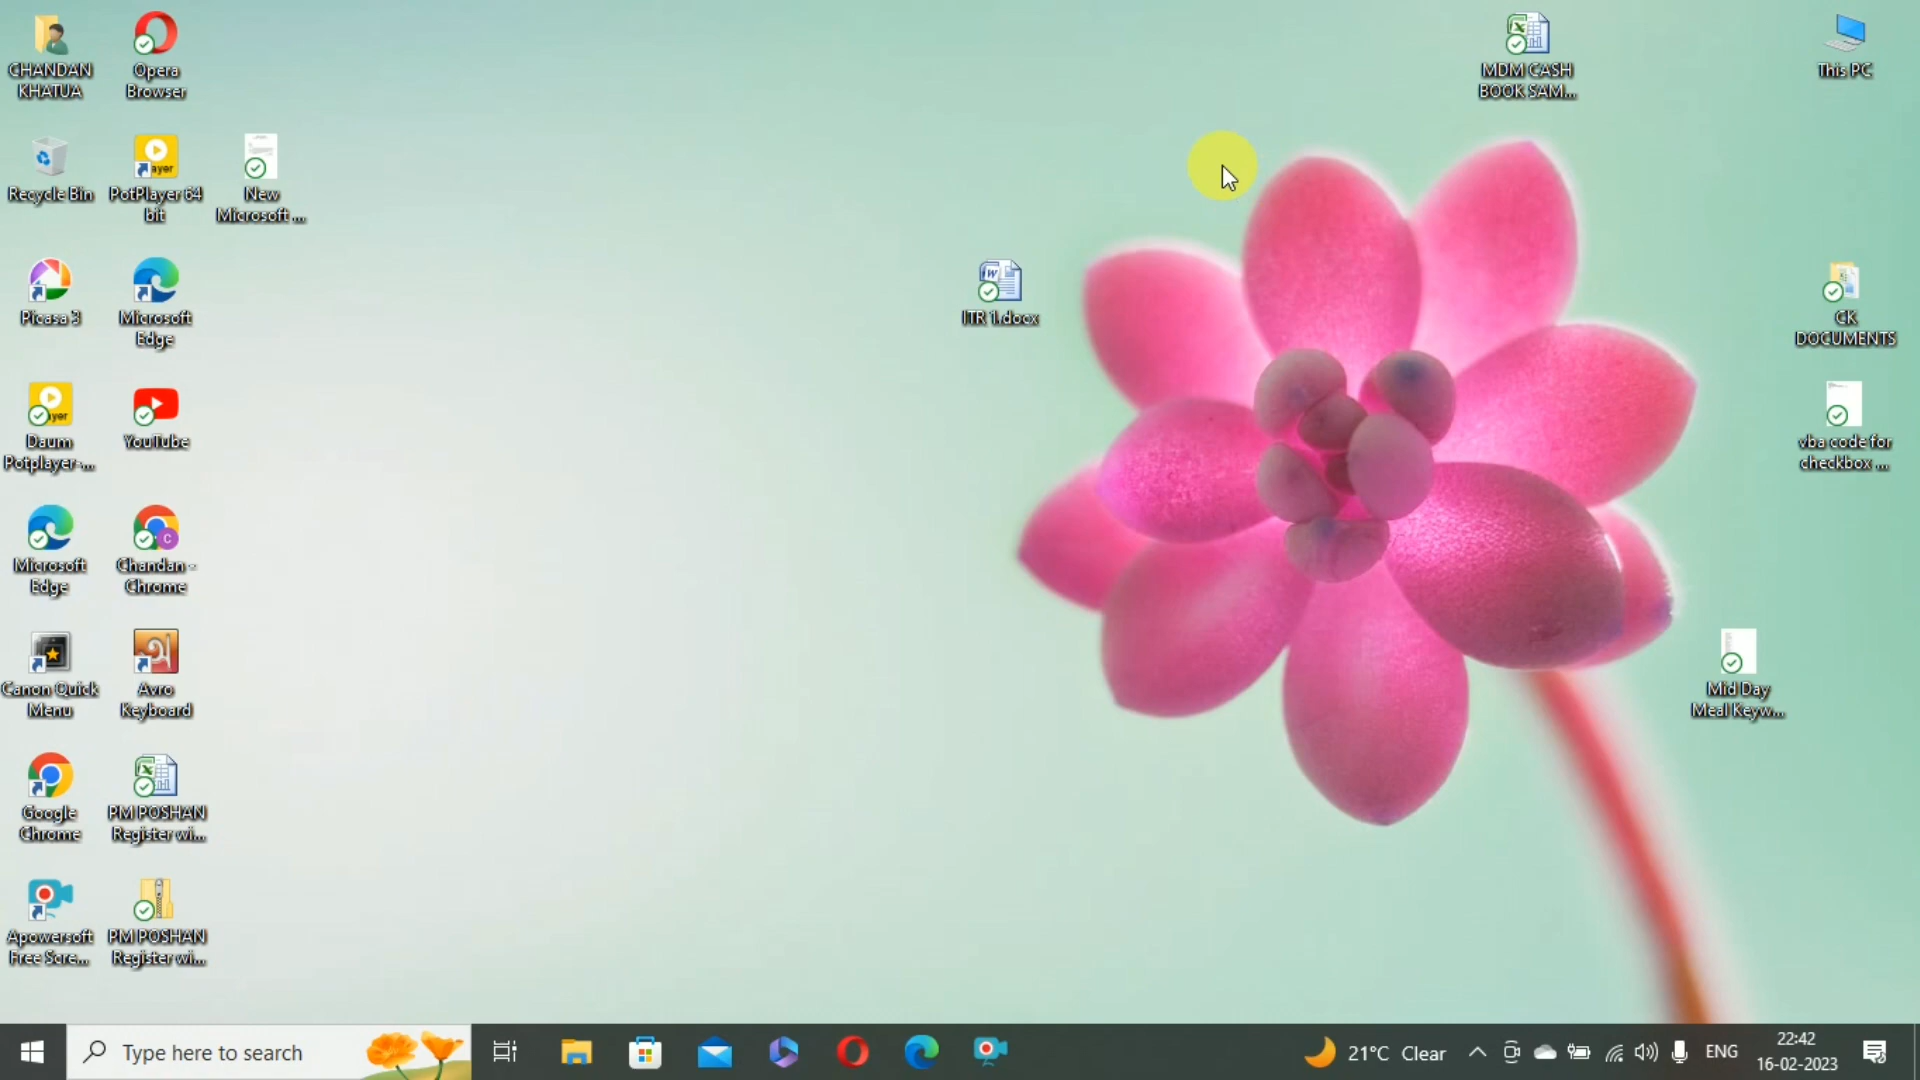 CHANDAN
KHATUA
Opera
Browser
MDM CASH
BOOK SAM...
This PC
Recycle Bin
PotPlayer 64
bit
New
Microsoft ...
Picasa 3
Microsoft
Edge
ITR 1.docx
CK
DOCUMENTS
Daum
Potplayer-...
YouTube
vba code for
checkbox ...
Microsoft
Edge
Chandan -
Chrome
Canon Quick
Menu
Avro
Keyboard
Mid Day
Meal Keyw...
Google
Chrome
PM POSHAN
Register wi...
Apowersoft
Free Scre...
PM POSHAN
Register wi...
Type here to search
21°C Clear
ENG
22:42
16-02-2023